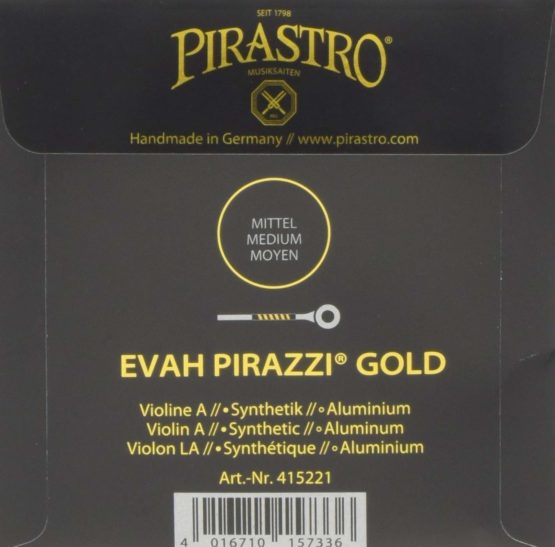 SEIT 1798
PIRASTRO®
MUSIKSAITEN
Handmade in Germany // www.pirastro.com
MITTEL
MEDIUM
MOYEN
EVAH PIRAZZI® GOLD
Violine A //•Synthetik //∘Aluminium
Violin A //•Synthetic //∘Aluminum
Violon LA //•Synthétique //∘Aluminium
Art.-Nr. 415221
4 016710 157336